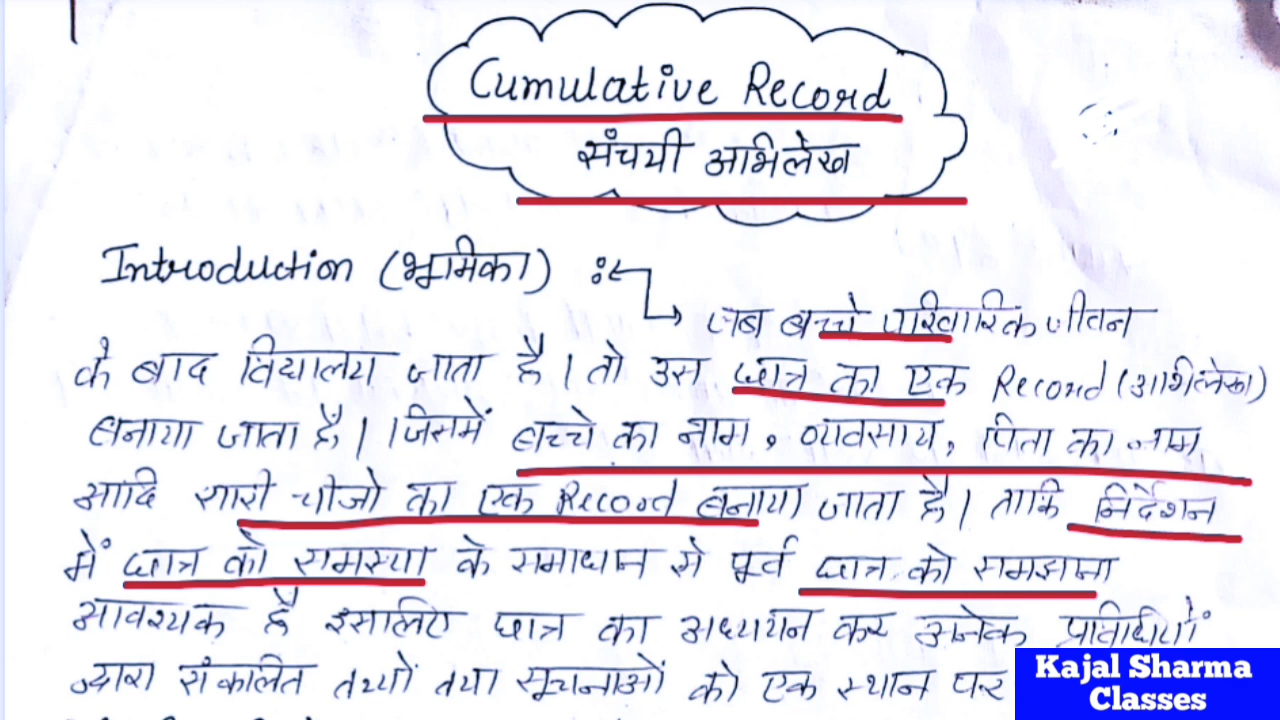 Cumulative Record
संचयी अभिलेख
Introduction (भूमिका) :-
जब बच्चे परिवारिक जीवन
के बाद विद्यालय जाता है। तो उस छात्र का एक Record (अभिलेख)
बनाया जाता है। जिसमें बच्चे का नाम, व्यवसाय, पिता का नाम
आदि सारी चीजो का एक Record बनाया जाता है। ताकि निर्देशन
में छात्र की समस्या के समाधान से पूर्व छात्र को समझना
आवश्यक है इसलिए छात्र का अध्ययन कर अनेक प्रविधियों
द्वारा संकलित तथ्यों तथा सूचनाओं को एक स्थान पर
Kajal Sharma
Classes